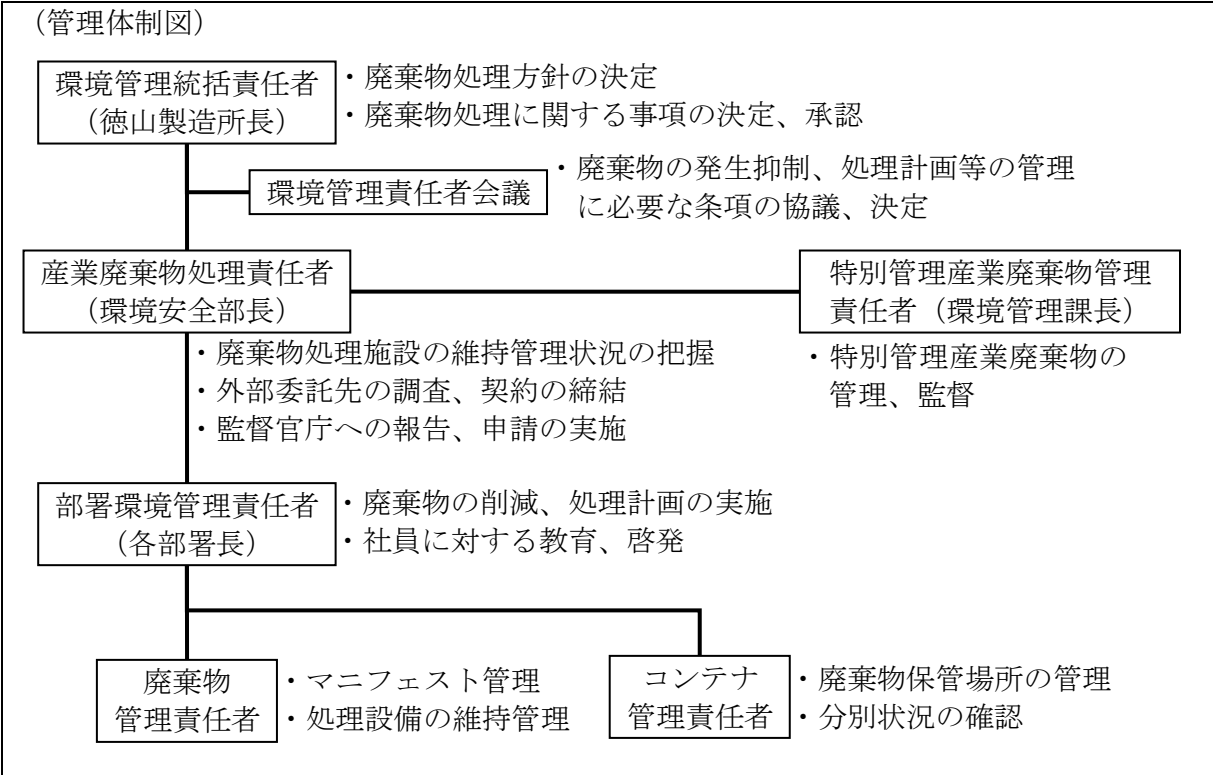 (管理体制図)
環境管理統括責任者
(徳山製造所長)
・廃棄物処理方針の決定
・廃棄物処理に関する事項の決定、承認
環境管理責任者会議
・廃棄物の発生抑制、処理計画等の管理
に必要な条項の協議、決定
産業廃棄物処理責任者
(環境安全部長)
特別管理産業廃棄物管理
責任者(環境管理課長)
・廃棄物処理施設の維持管理状況の把握
・外部委託先の調査、契約の締結
・監督官庁への報告、申請の実施
・特別管理産業廃棄物の
管理、監督
部署環境管理責任者
(各部署長)
・廃棄物の削減、処理計画の実施
・社員に対する教育、啓発
廃棄物
管理責任者
・マニフェスト管理
・処理設備の維持管理
コンテナ
管理責任者
・廃棄物保管場所の管理
・分別状況の確認